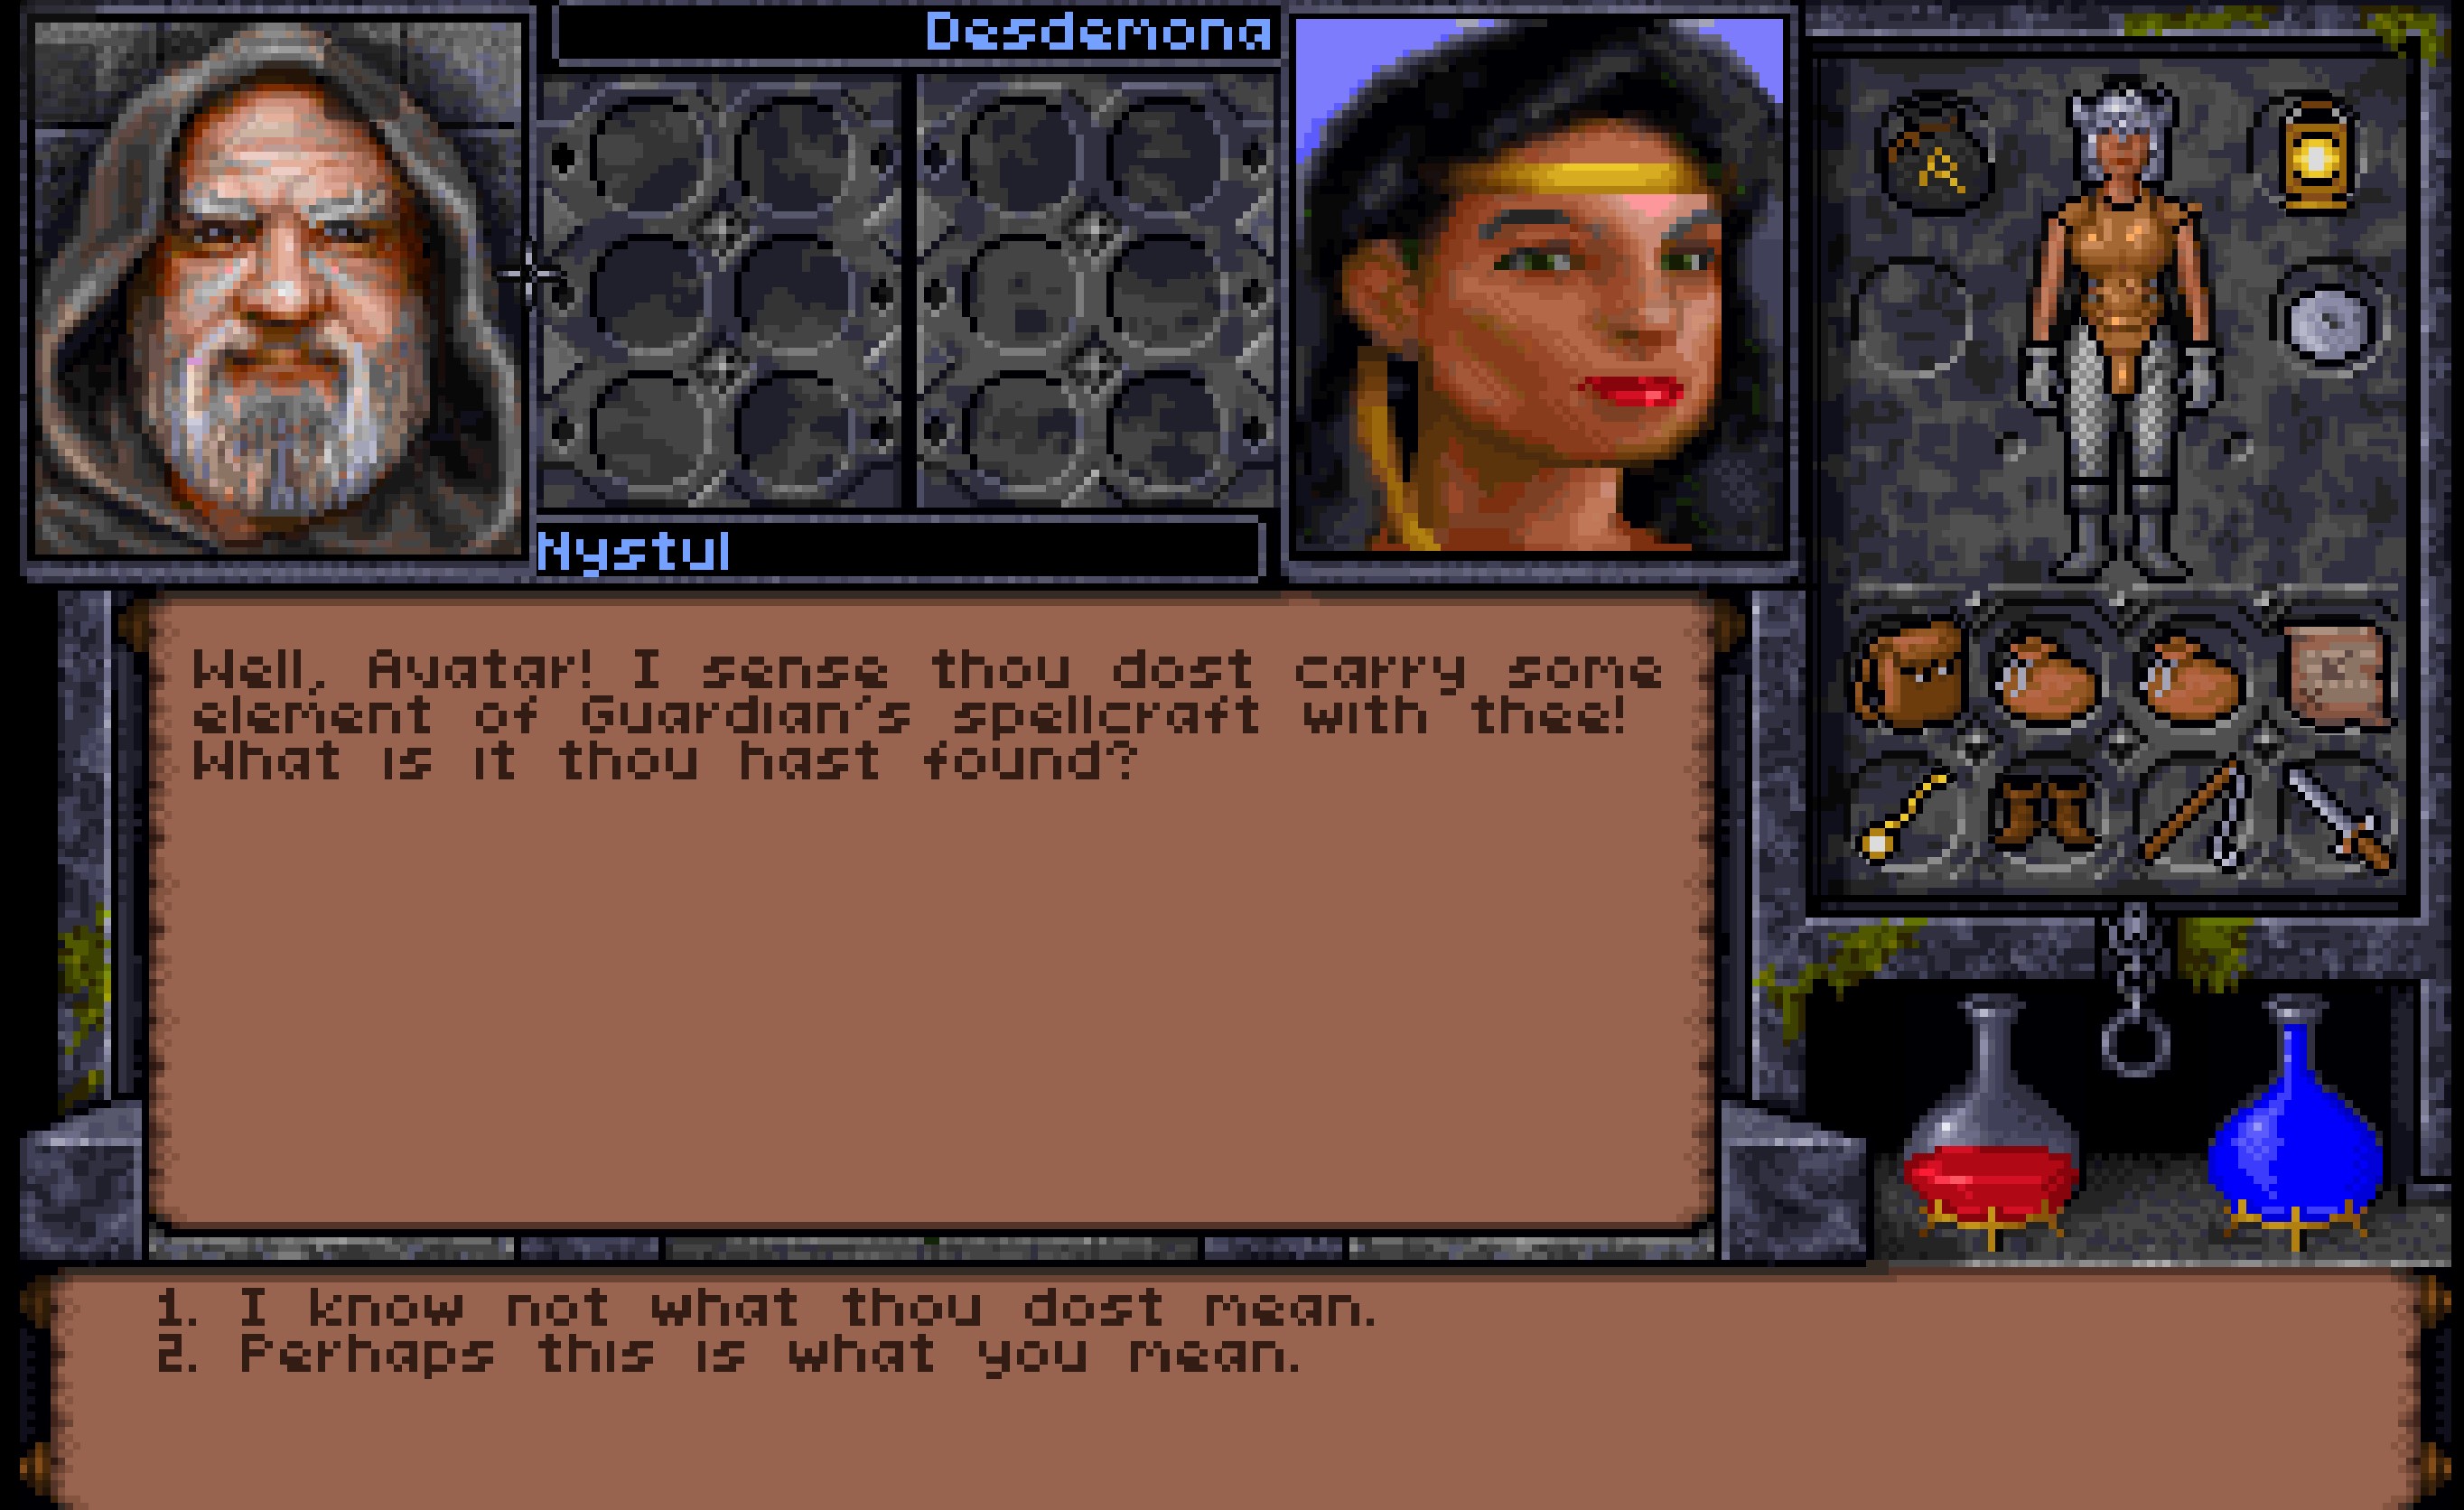 Desdemona
Nystul
Well, Avatar! I sense thou dost carry some
element of Guardian's spellcraft with thee!
What is it thou hast found?
1. I know not what thou dost mean.
2. Perhaps this is what you mean.